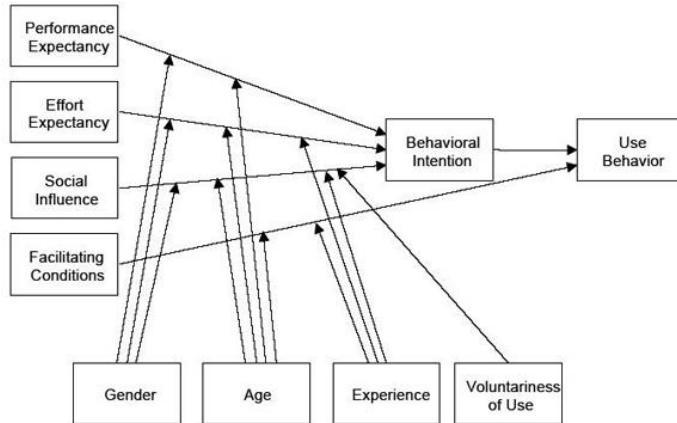 Performance
Expectancy
Effort
Expectancy
Social
Influence
Facilitating
Conditions
Behavioral
Intention
Use
Behavior
Gender
Age
Experience
Voluntariness
of Use